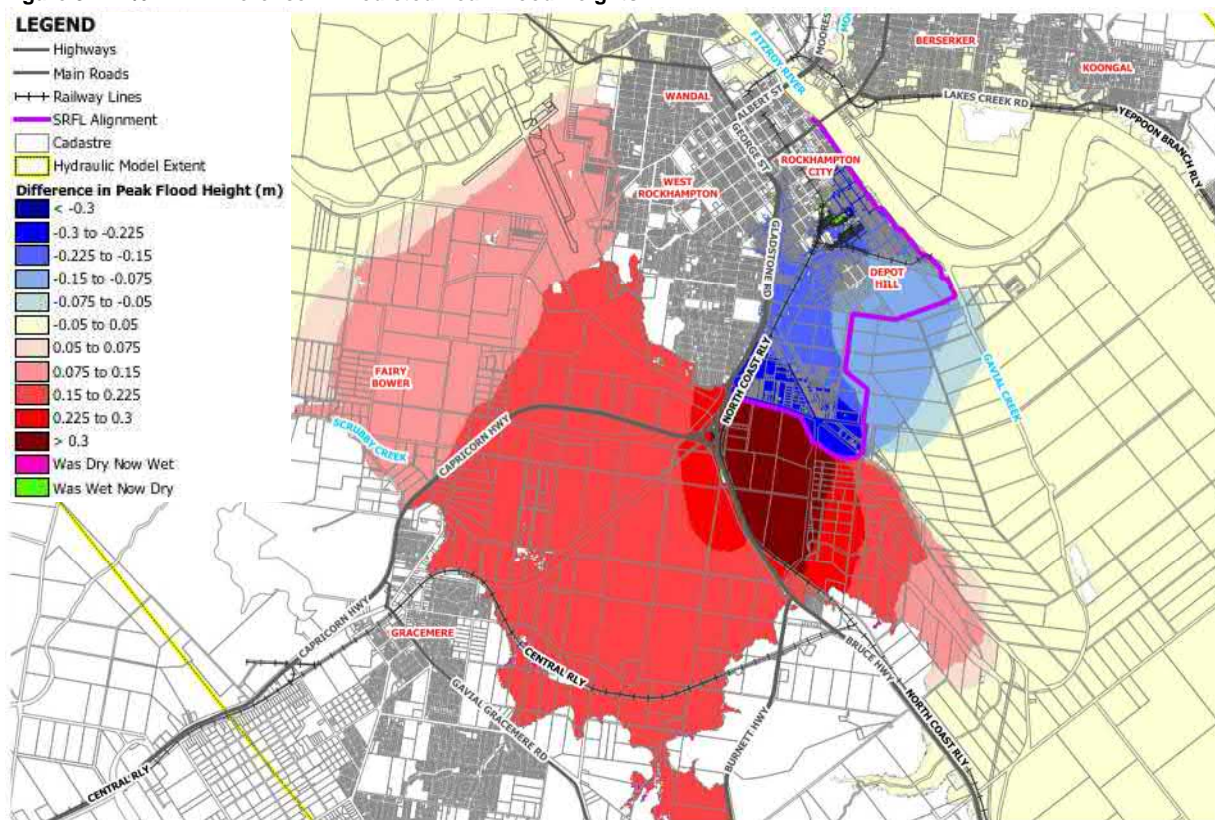 LEGEND
Highways
Main Roads
Railway Lines
SRFL Alignment
Cadastre
Hydraulic Model Extent
Difference in Peak Flood Height (m)
< -0.3
-0.3 to -0.225
-0.225 to -0.15
-0.15 to -0.075
-0.075 to -0.05
-0.05 to 0.05
0.05 to 0.075
0.075 to 0.15
0.15 to 0.225
0.225 to 0.3
> 0.3
Was Dry Now Wet
Was Wet Now Dry
FITZROY RIVER
BERSERKER
KOONGAL
WANDAL
ALBERT ST
LAKES CREEK RD
YEPPOON BRANCH RLY
GEORGE ST
ROCKHAMPTON
CITY
WEST
ROCKHAMPTON
GLADSTONE RD
DEPOT
HILL
NORTH COAST RLY
GAVIAL CREEK
FAIRY
BOWER
SCRUBBY CREEK
CAPRICORN HWY
CAPRICORN HWY
GRACEMERE
CENTRAL RLY
BRUCE HWY
GAVIAL GRACEMERE RD
BURNETT HWY
NORTH COAST RLY
CENTRAL RLY